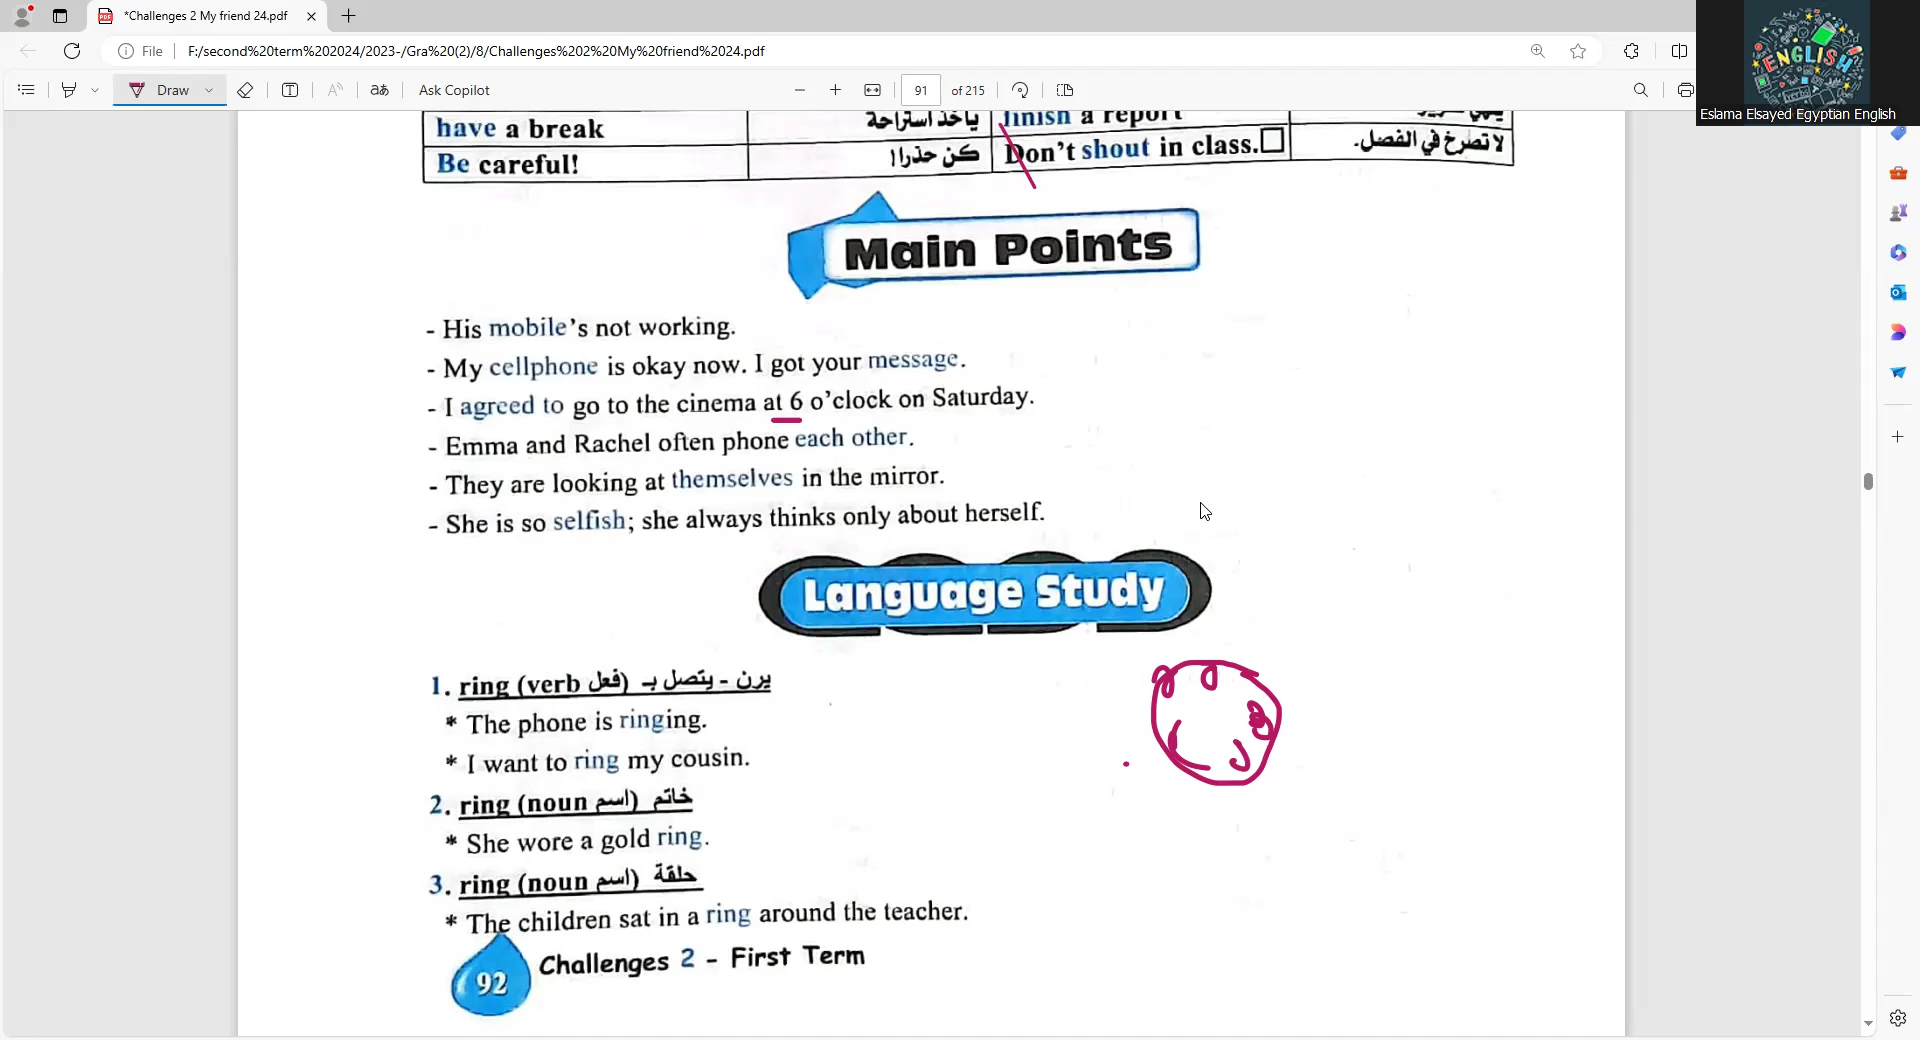 *Challenges 2 My friend 24.pdf
File F:/second%20term%202024/2023-/Gra%20(2)/8/Challenges%202%20My%20friend%2024.pdf
Draw Ask Copilot 91 of 215
ENGLISH
Eslama Elsayed Egyptian English
have a break يأخذ استراحة finish a report
Be careful! كن حذرا! Don't shout in class. لا تصرخ في الفصل.
Main Points
- His mobile's not working.
- My cellphone is okay now. I got your message.
- I agreed to go to the cinema at 6 o'clock on Saturday.
- Emma and Rachel often phone each other.
- They are looking at themselves in the mirror.
- She is so selfish; she always thinks only about herself.
Language Study
1. ring (verb فعل) يرن - يتصل بـ
* The phone is ringing.
* I want to ring my cousin.
2. ring (noun اسم) خاتم
* She wore a gold ring.
3. ring (noun اسم) حلقة
* The children sat in a ring around the teacher.
92 Challenges 2 - First Term